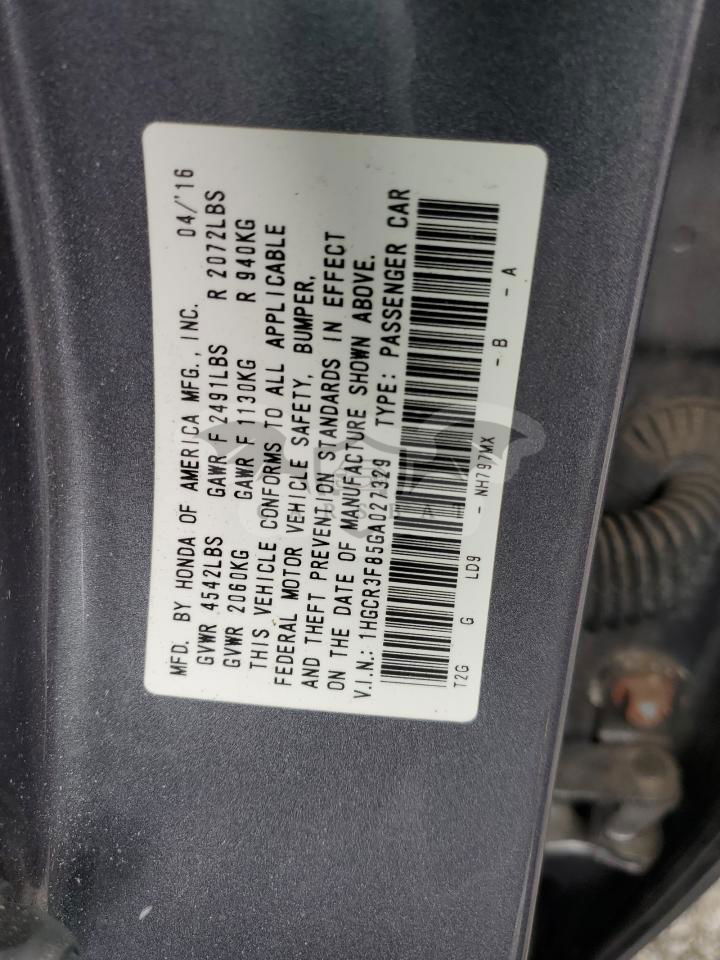 MFD. BY HONDA OF AMERICA MFG., INC. 04/'16
GVWR 4542LBS GAWR F 2491LBS R 2072LBS
GVWR 2060KG GAWR F 1130KG R 940KG
THIS VEHICLE CONFORMS TO ALL APPLICABLE
FEDERAL MOTOR VEHICLE SAFETY, BUMPER,
AND THEFT PREVENTION STANDARDS IN EFFECT
ON THE DATE OF MANUFACTURE SHOWN ABOVE.
V.I.N.: 1HGCR3F85GA027329 TYPE: PASSENGER CAR
T2G G LD9 - NH797MX - B - A